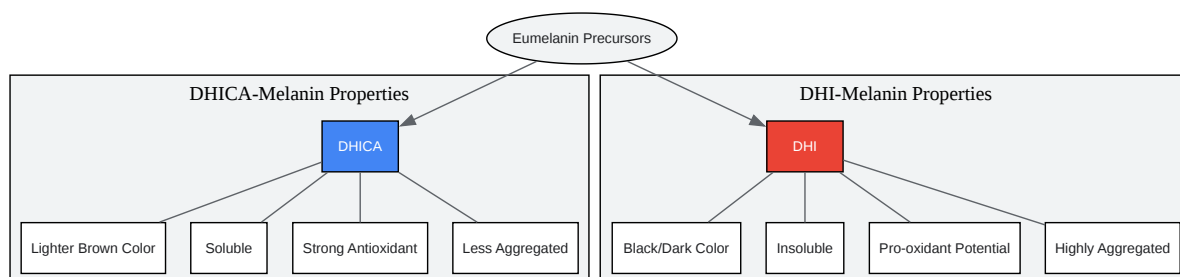 Eumelanin Precursors
DHICA-Melanin Properties
DHI-Melanin Properties
DHICA
DHI
Lighter Brown Color
Soluble
Strong Antioxidant
Less Aggregated
Black/Dark Color
Insoluble
Pro-oxidant Potential
Highly Aggregated